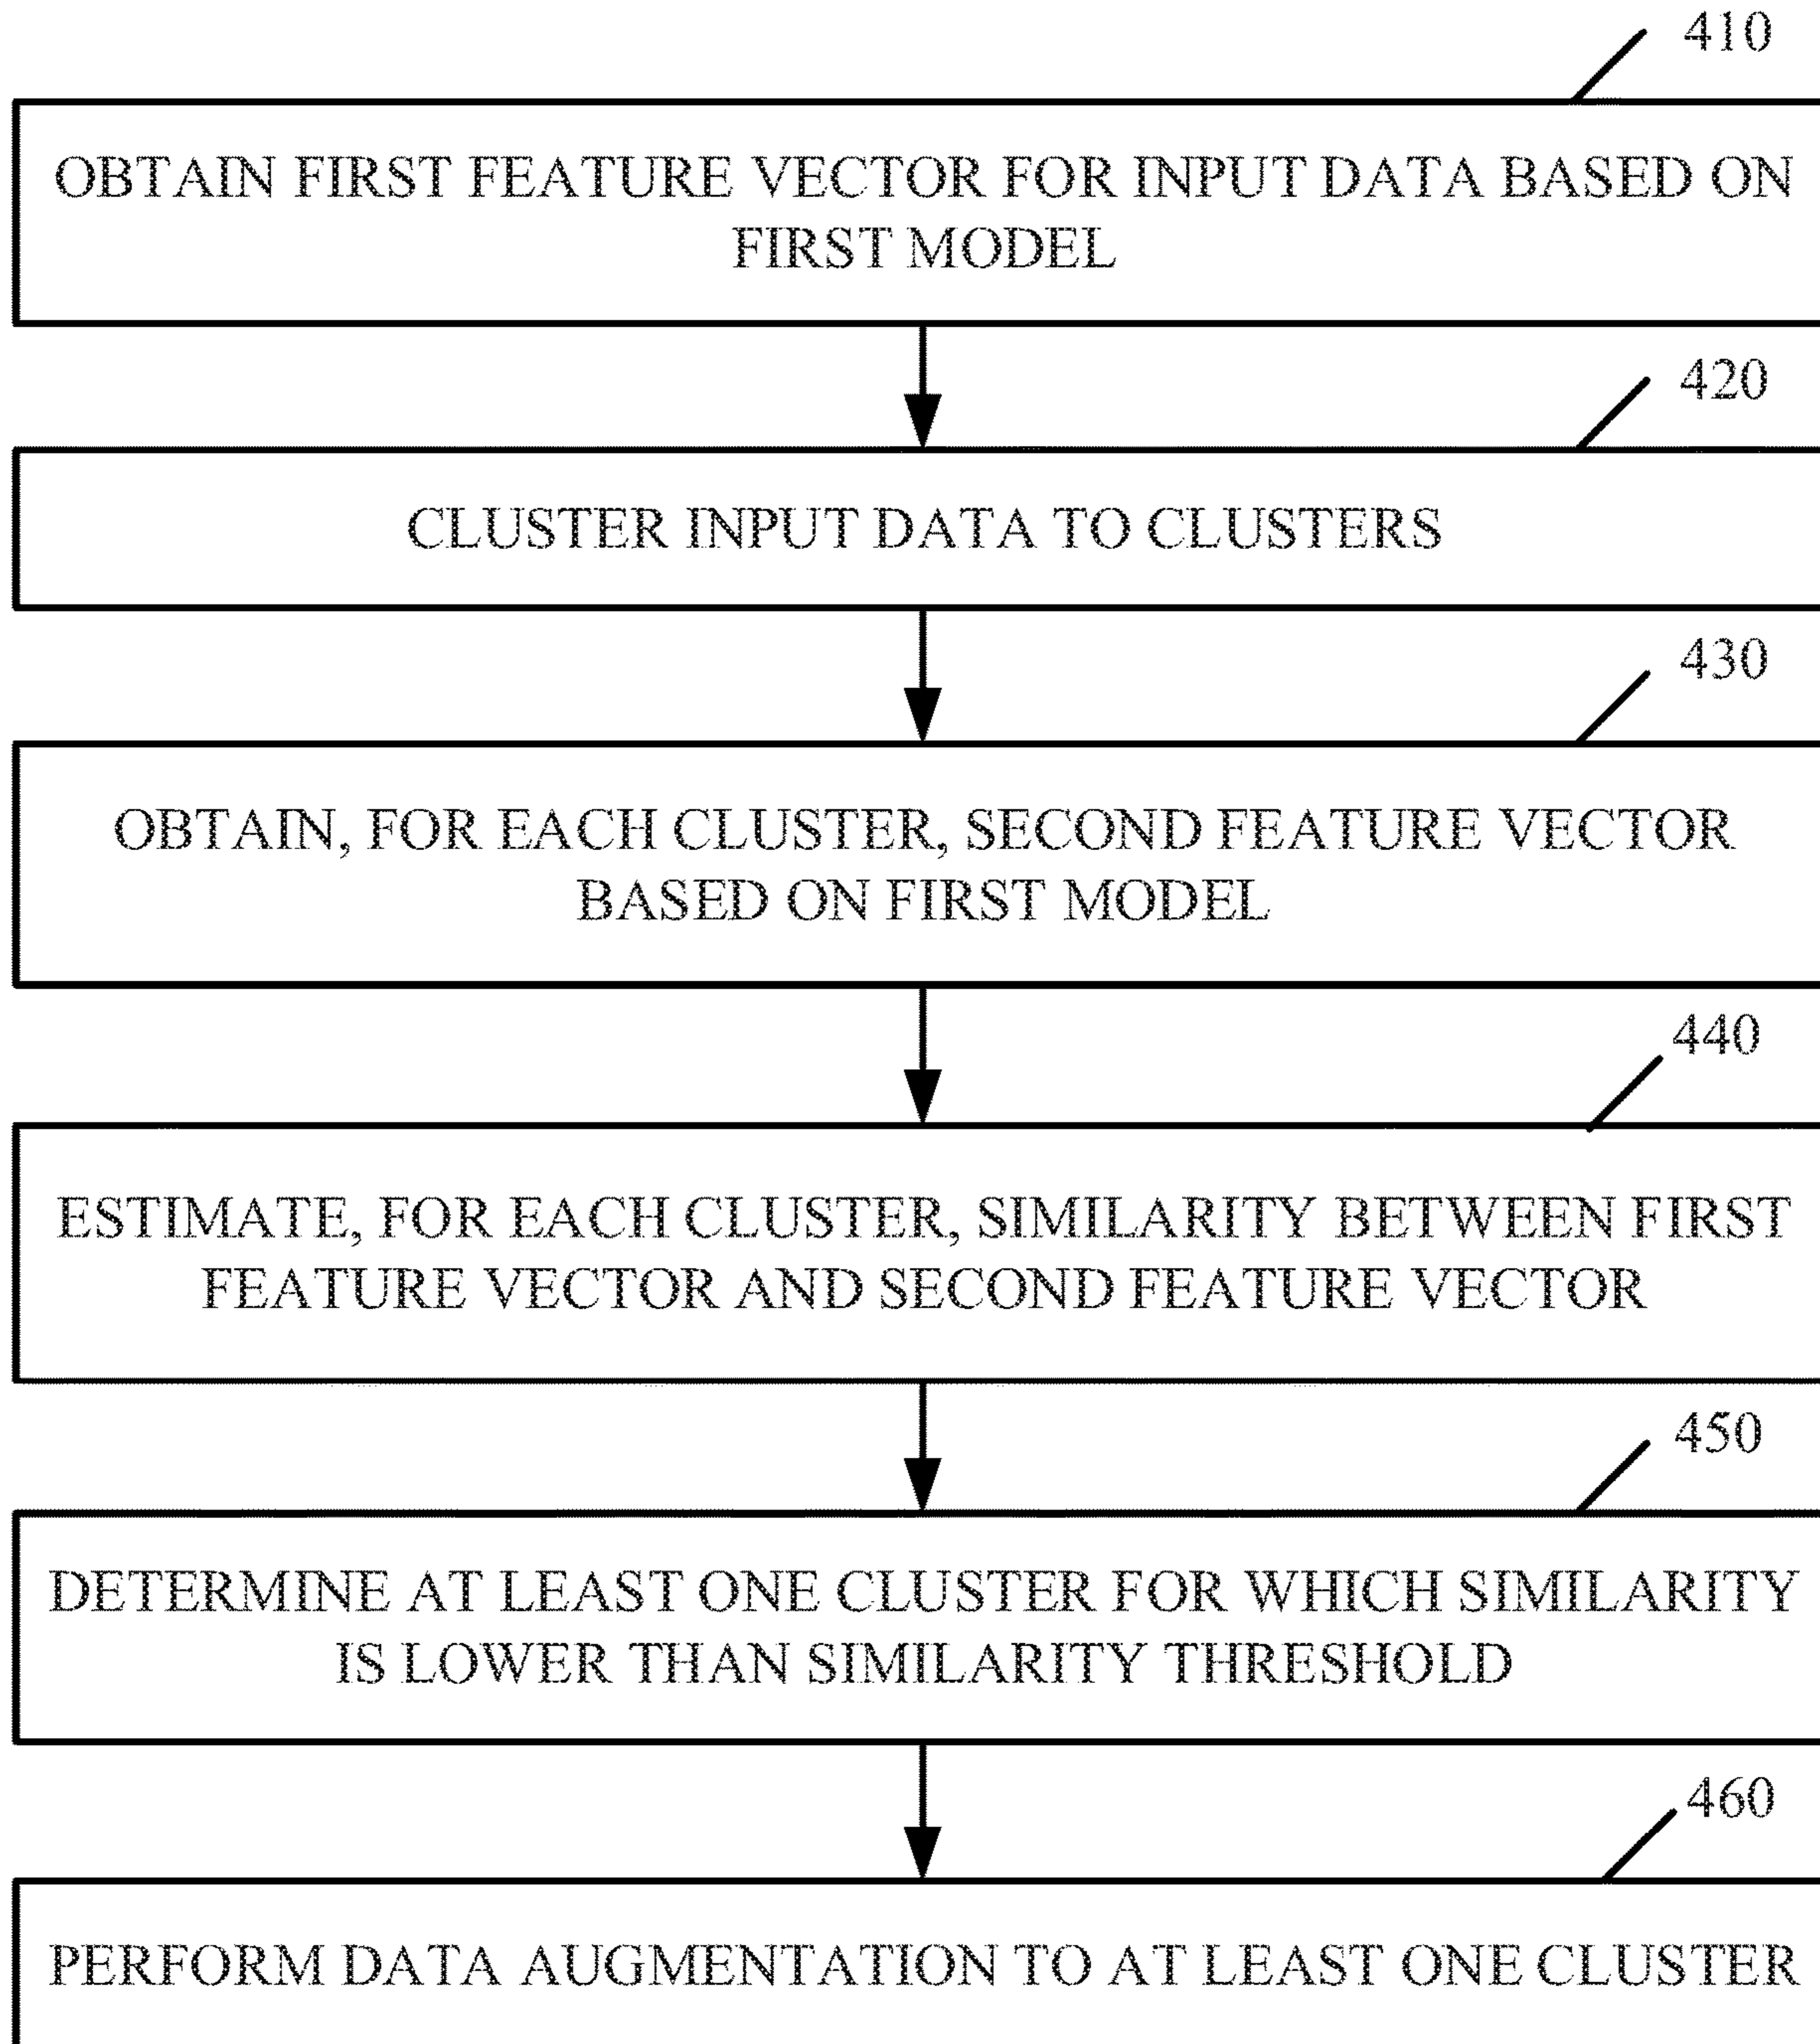 410
OBTAIN FIRST FEATURE VECTOR FOR INPUT DATA BASED ON
FIRST MODEL
420
CLUSTER INPUT DATA TO CLUSTERS
430
OBTAIN, FOR EACH CLUSTER, SECOND FEATURE VECTOR
BASED ON FIRST MODEL
440
ESTIMATE, FOR EACH CLUSTER, SIMILARITY BETWEEN FIRST
FEATURE VECTOR AND SECOND FEATURE VECTOR
450
DETERMINE AT LEAST ONE CLUSTER FOR WHICH SIMILARITY
IS LOWER THAN SIMILARITY THRESHOLD
460
PERFORM DATA AUGMENTATION TO AT LEAST ONE CLUSTER